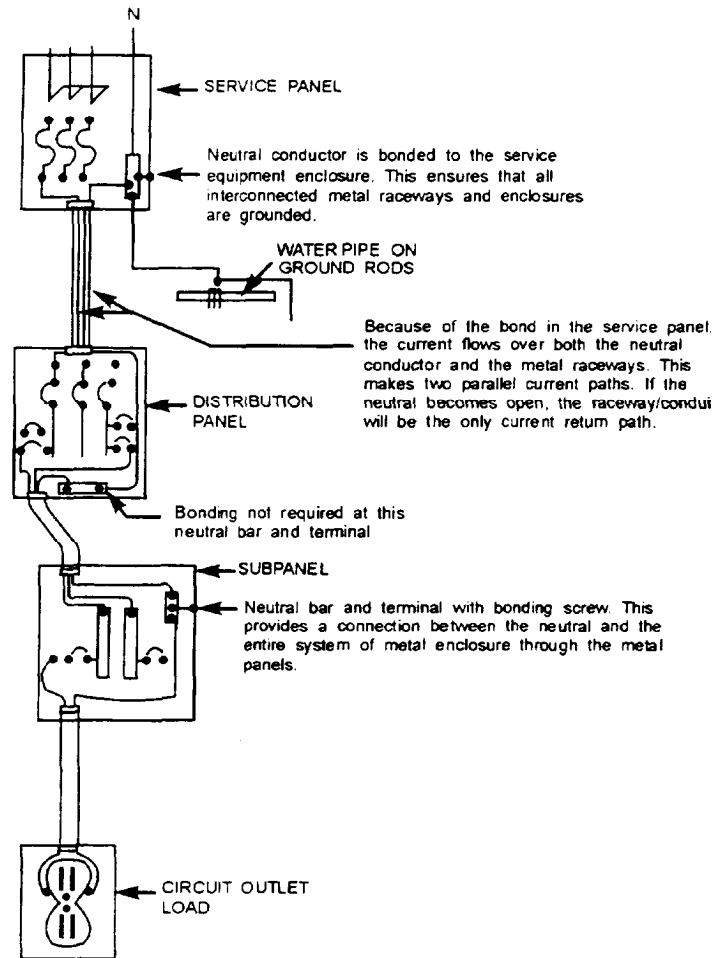 N
SERVICE PANEL
Neutral conductor is bonded to the service
equipment enclosure. This ensures that all
interconnected metal raceways and enclosures
are grounded.
WATER PIPE ON
GROUND RODS
Because of the bond in the service panel,
the current flows over both the neutral
conductor and the metal raceways. This
makes two parallel current paths. If the
neutral becomes open, the raceway/condui
will be the only current return path.
DISTRIBUTION
PANEL
Bonding not required at this
neutral bar and terminal
SUBPANEL
Neutral bar and terminal with bonding screw. This
provides a connection between the neutral and the
entire system of metal enclosure through the metal
panels.
CIRCUIT OUTLET
LOAD